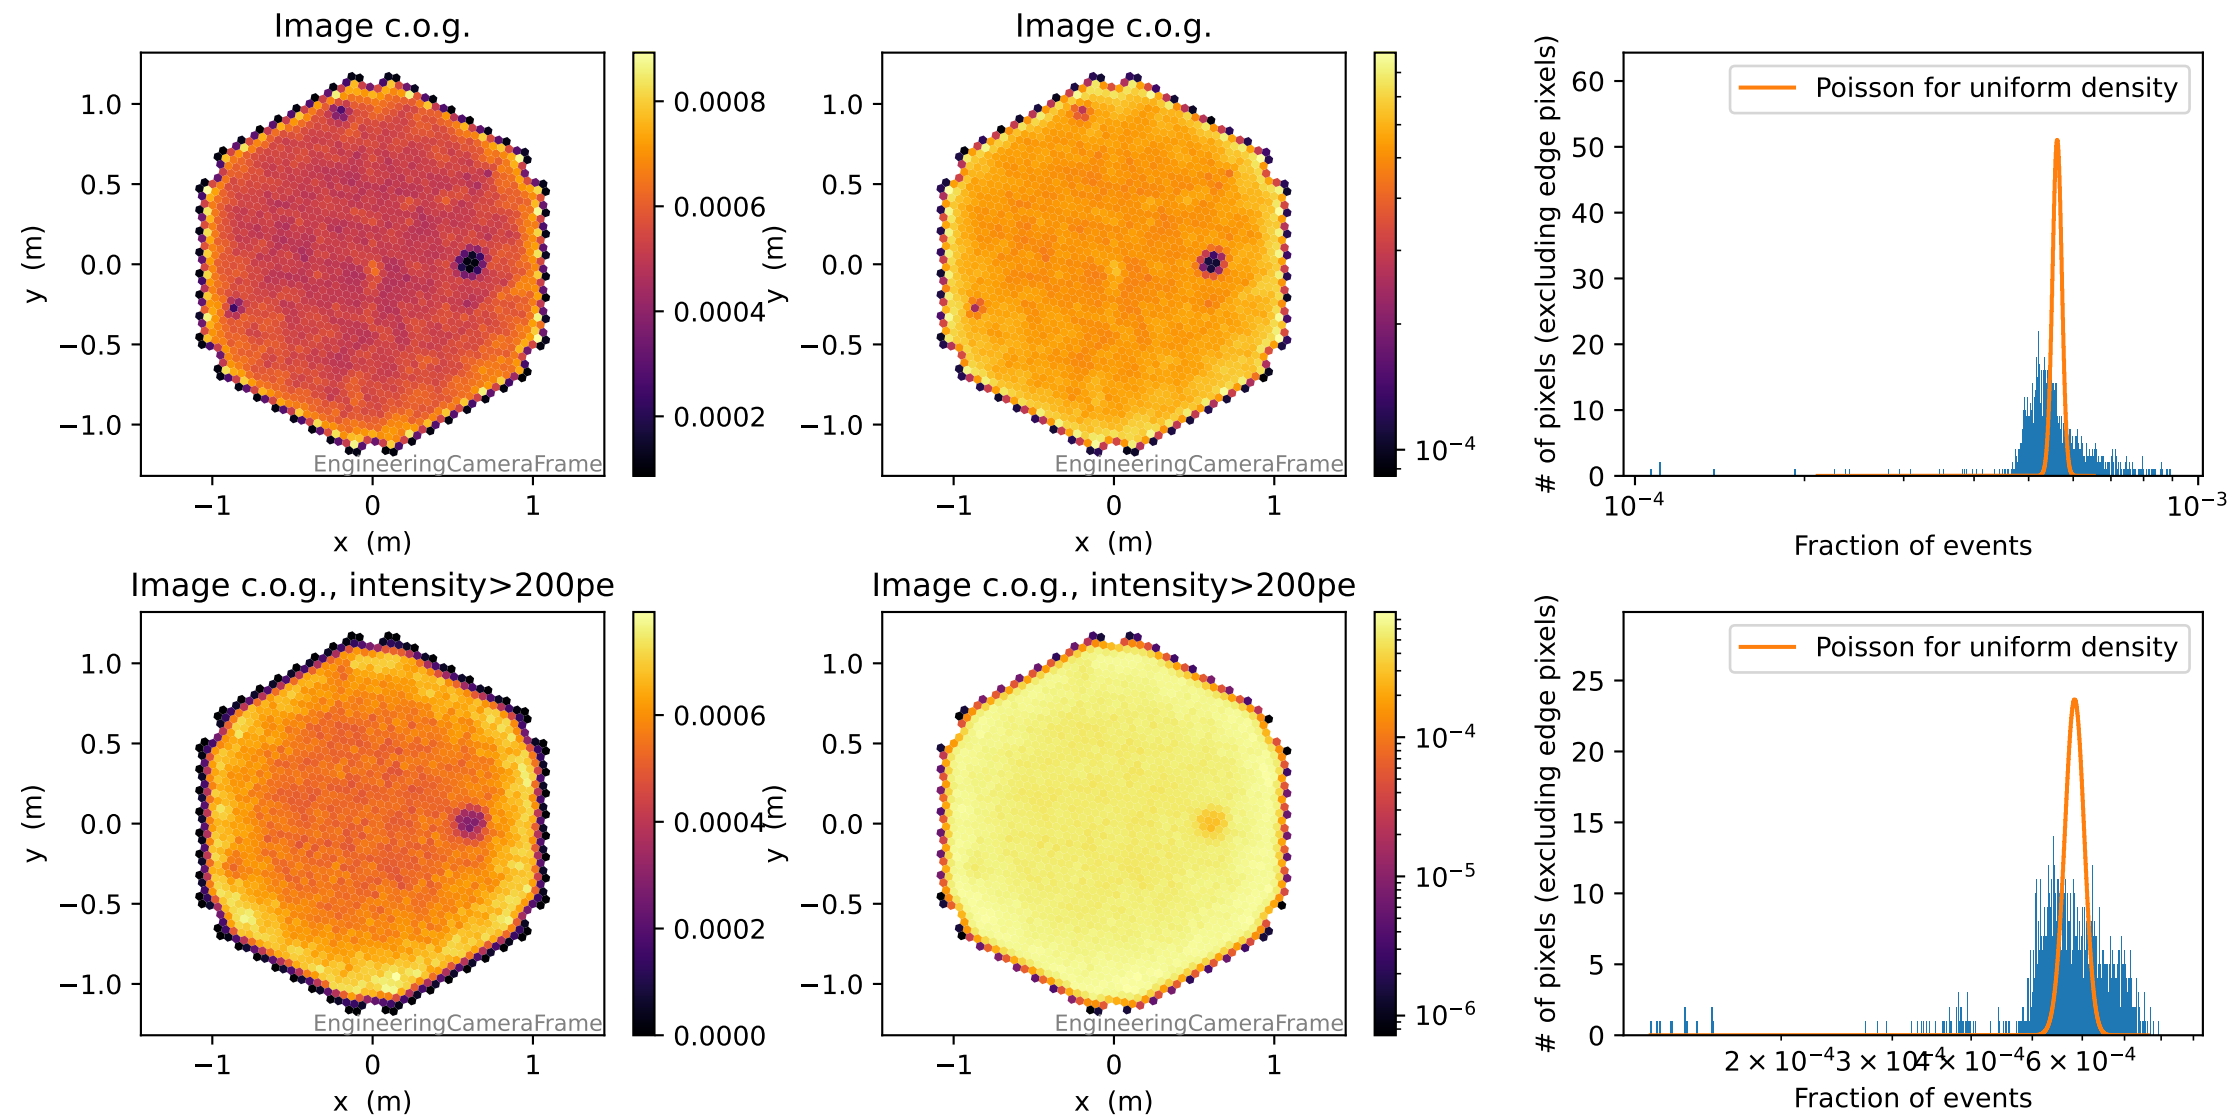 Image c.o.g.
1.0
0.5
0.0
−0.5
−1.0
y (m)
−1
0
1
x (m)
EngineeringCameraFrame
0.0008
0.0006
0.0004
0.0002
Image c.o.g.
1.0
0.5
0.0
−0.5
−1.0
y (m)
−1
0
1
x (m)
EngineeringCameraFrame
10⁻⁴
# of pixels (excluding edge pixels)
60
50
40
30
20
10
0
Poisson for uniform density
10⁻⁴
10⁻³
Fraction of events
Image c.o.g., intensity>200pe
1.0
0.5
0.0
−0.5
−1.0
y (m)
−1
0
1
x (m)
EngineeringCameraFrame
0.0006
0.0004
0.0002
0.0000
Image c.o.g., intensity>200pe
1.0
0.5
0.0
−0.5
−1.0
y (m)
−1
0
1
x (m)
EngineeringCameraFrame
10⁻⁴
10⁻⁵
10⁻⁶
# of pixels (excluding edge pixels)
25
20
15
10
5
0
Poisson for uniform density
2 × 10⁻⁴
3 × 10⁻⁴
4 × 10⁻⁴
6 × 10⁻⁴
Fraction of events